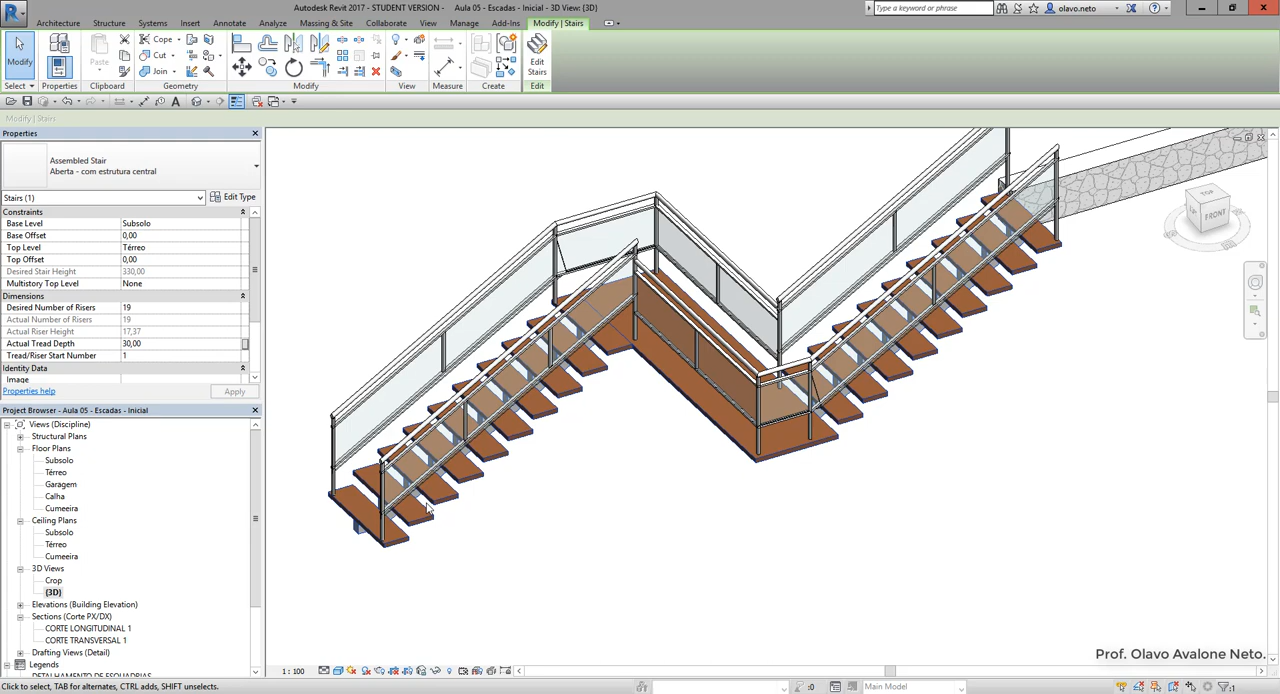 Autodesk Revit 2017 - STUDENT VERSION - Aula 05 - Escadas - Inicial - 3D View: {3D}
Type a keyword or phrase
olavo.neto
Architecture Structure Systems Insert Annotate Analyze Massing & Site Collaborate View Manage Add-Ins Modify | Stairs
Modify
Paste
Cope
Cut
Join
Edit
Stairs
Select Properties Clipboard Geometry Modify View Measure Create Edit
Modify | Stairs
Properties
Assembled Stair
Aberta - com estrutura central
Stairs (1)
Edit Type
Constraints
Base Level Subsolo
Base Offset 0,00
Top Level Térreo
Top Offset 0,00
Desired Stair Height 330,00
Multistory Top Level None
Dimensions
Desired Number of Risers 19
Actual Number of Risers 19
Actual Riser Height 17,37
Actual Tread Depth 30,00
Tread/Riser Start Number 1
Identity Data
Image
Properties help
Apply
Project Browser - Aula 05 - Escadas - Inicial
Views (Discipline)
Structural Plans
Floor Plans
Subsolo
Térreo
Garagem
Calha
Cumeeira
Ceiling Plans
Subsolo
Térreo
Cumeeira
3D Views
Crop
{3D}
Elevations (Building Elevation)
Sections (Corte PX/DX)
CORTE LONGITUDINAL 1
CORTE TRANSVERSAL 1
Drafting Views (Detail)
Legends
DETALHAMENTO DE ESQUADRIAS
TOP
FRONT
Prof. Olavo Avalone Neto.
1 : 100
Click to select, TAB for alternates, CTRL adds, SHIFT unselects.
:0
Main Model
:1